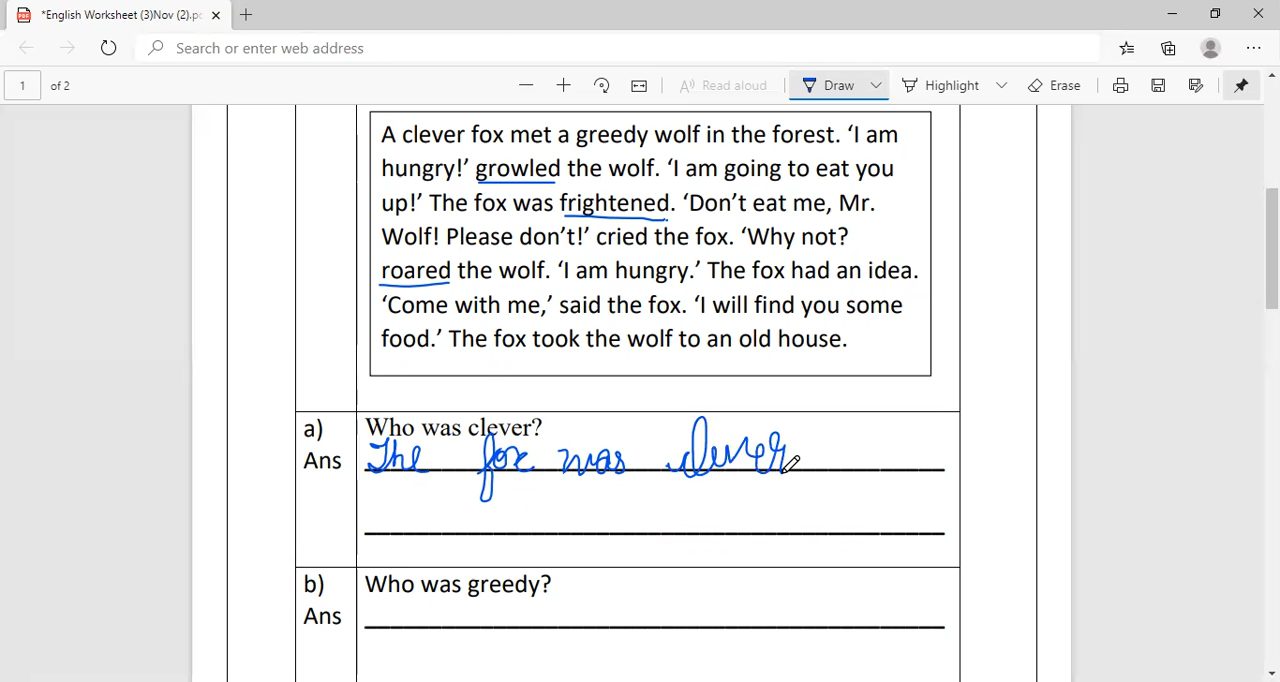 *English Worksheet (3)Nov (2).pc
Search or enter web address
1 of 2 Read aloud Draw Highlight Erase
A clever fox met a greedy wolf in the forest. ‘I am
hungry!’ growled the wolf. ‘I am going to eat you
up!’ The fox was frightened. ‘Don’t eat me, Mr.
Wolf! Please don’t!’ cried the fox. ‘Why not?
roared the wolf. ‘I am hungry.’ The fox had an idea.
‘Come with me,’ said the fox. ‘I will find you some
food.’ The fox took the wolf to an old house.
a) Who was clever?
Ans The fox was clever
b) Who was greedy?
Ans